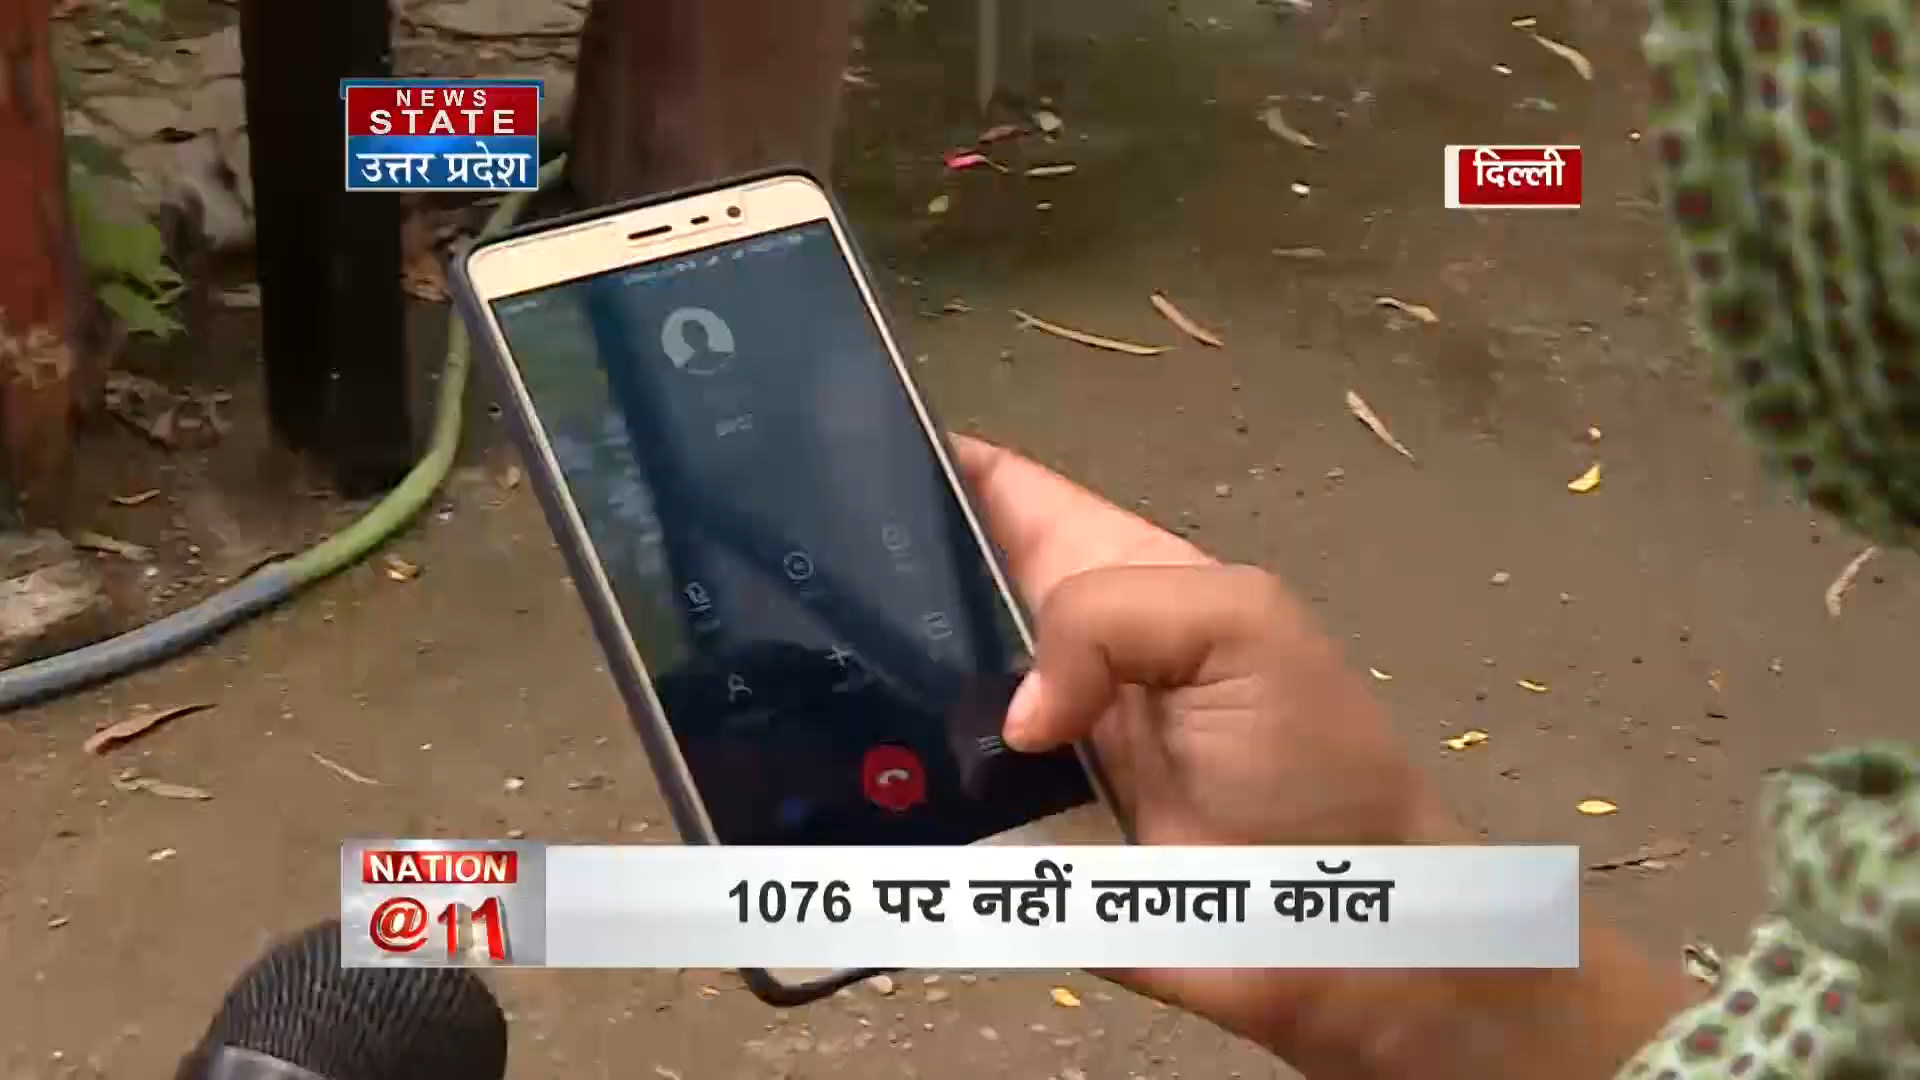 NEWS
STATE
उत्तर प्रदेश
दिल्ली
NATION
@11
1076 पर नहीं लगता कॉल